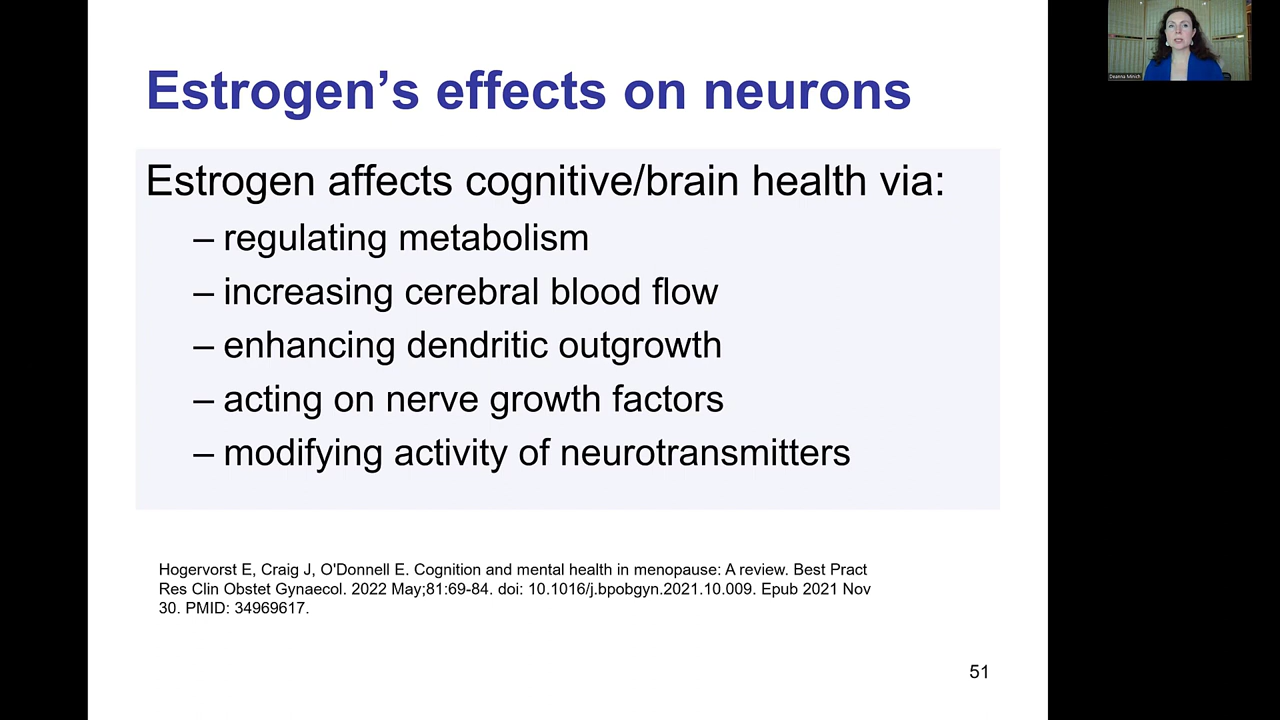 Estrogen’s effects on neurons
Estrogen affects cognitive/brain health via:
– regulating metabolism
– increasing cerebral blood flow
– enhancing dendritic outgrowth
– acting on nerve growth factors
– modifying activity of neurotransmitters
Hogervorst E, Craig J, O'Donnell E. Cognition and mental health in menopause: A review. Best Pract
Res Clin Obstet Gynaecol. 2022 May;81:69-84. doi: 10.1016/j.bpobgyn.2021.10.009. Epub 2021 Nov
30. PMID: 34969617.
51
Deanna Minich